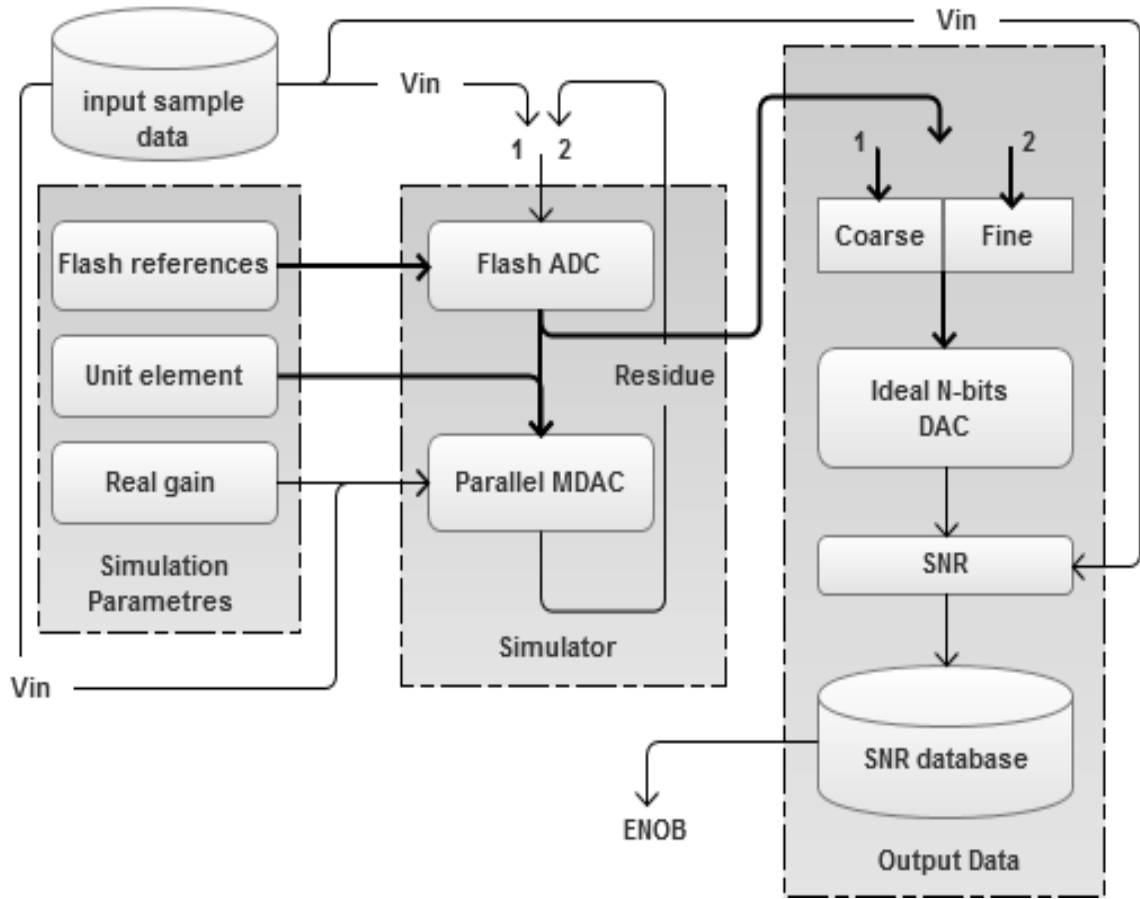 Vin
input sample
data
Vin
1 2
1
2
Flash references
Flash ADC
Coarse
Fine
Unit element
Residue
Ideal N-bits
DAC
Real gain
Parallel MDAC
Simulation
Parametres
SNR
Simulator
Vin
SNR database
ENOB
Output Data